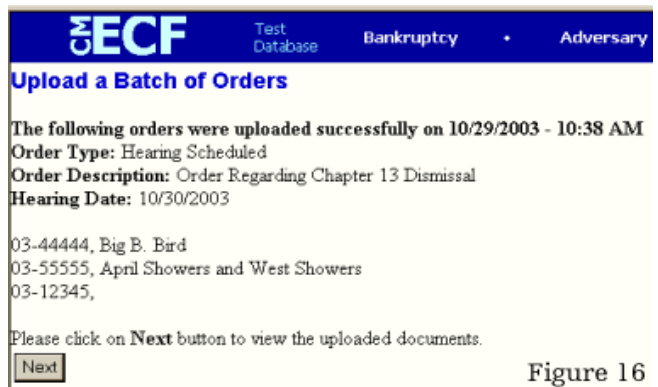 CM ECF Test Database Bankruptcy • Adversary
Upload a Batch of Orders
The following orders were uploaded successfully on 10/29/2003 - 10:38 AM
Order Type: Hearing Scheduled
Order Description: Order Regarding Chapter 13 Dismissal
Hearing Date: 10/30/2003
03-44444, Big B. Bird
03-55555, April Showers and West Showers
03-12345,
Please click on Next button to view the uploaded documents.
Next
Figure 16